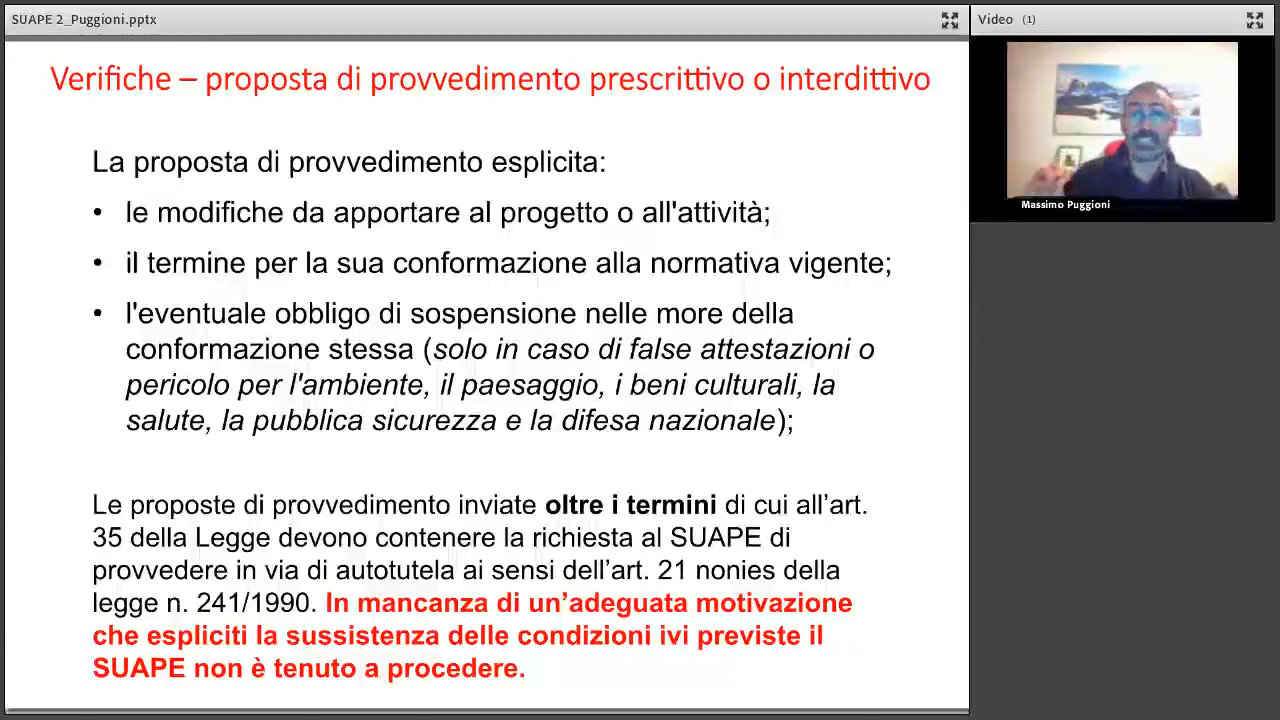 SUAPE 2_Puggioni.pptx
Video (1)
Verifiche – proposta di provvedimento prescrittivo o interdittivo
La proposta di provvedimento esplicita:
• le modifiche da apportare al progetto o all'attività;
• il termine per la sua conformazione alla normativa vigente;
• l'eventuale obbligo di sospensione nelle more della
conformazione stessa (solo in caso di false attestazioni o
pericolo per l'ambiente, il paesaggio, i beni culturali, la
salute, la pubblica sicurezza e la difesa nazionale);
Le proposte di provvedimento inviate oltre i termini di cui all’art.
35 della Legge devono contenere la richiesta al SUAPE di
provvedere in via di autotutela ai sensi dell’art. 21 nonies della
legge n. 241/1990. In mancanza di un’adeguata motivazione
che espliciti la sussistenza delle condizioni ivi previste il
SUAPE non è tenuto a procedere.
Massimo Puggioni